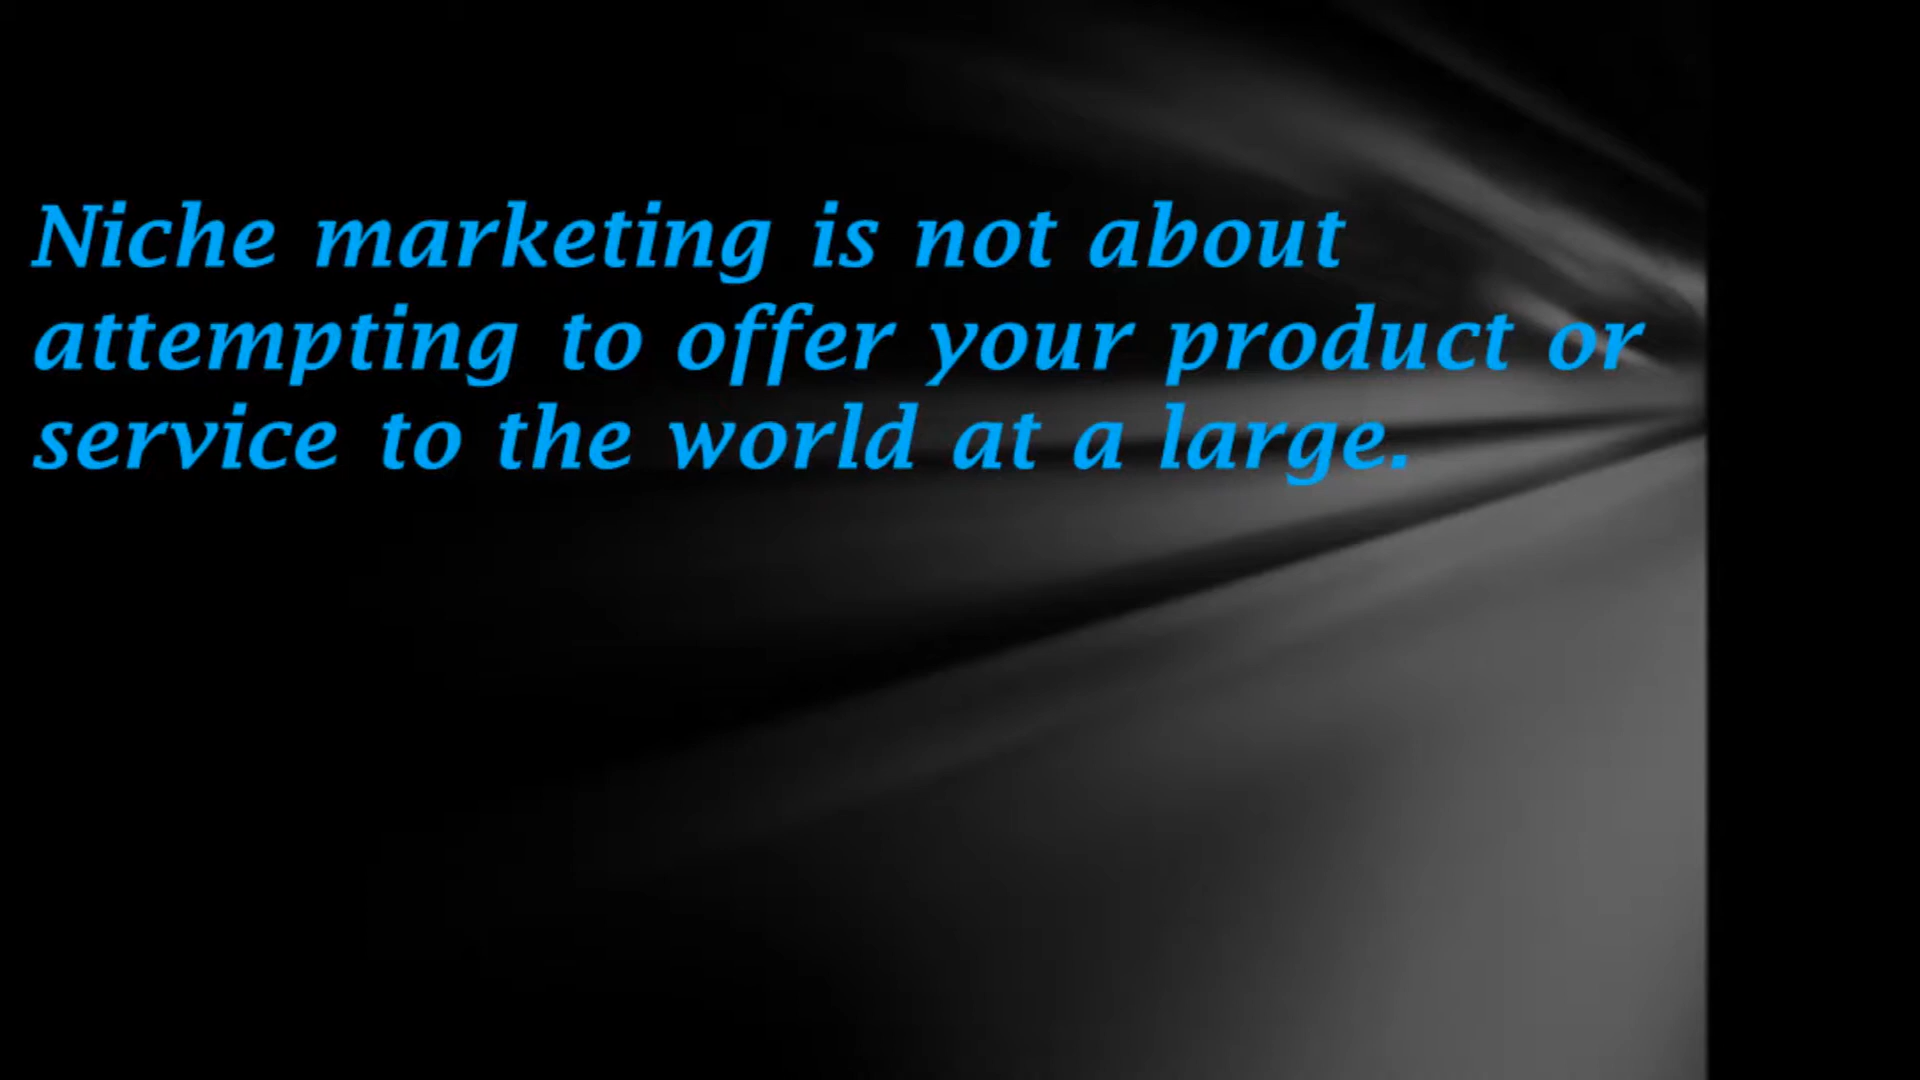 Niche marketing is not about
attempting to offer your product or
service to the world at a large.